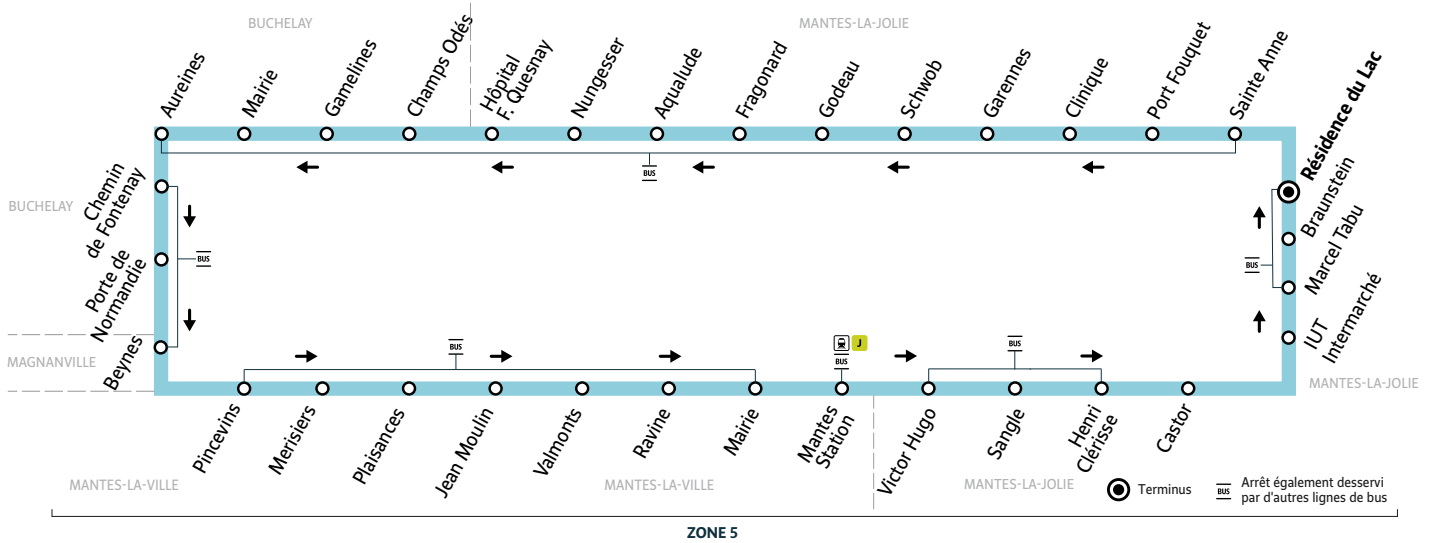 BUCHELAY
MANTES-LA-JOLIE
Aureines
Mairie
Gamelines
Champs Odés
Hôpital
F. Quesnay
Nungesser
Aqualude
Fragonard
Godeau
Schwob
Garennes
Clinique
Port Fouquet
Sainte Anne
Résidence du Lac
Braunstein
Marcel Tabu
IUT
Intermarché
MANTES-LA-JOLIE
BUS
BUS
BUCHELAY
Chemin
de Fontenay
BUS
Porte de
Normandie
MAGNANVILLE
Beynes
BUS
J
BUS
BUS
Pincevins
Merisiers
Plaisances
Jean Moulin
Valmonts
Ravine
Mairie
Mantes
Station
Victor Hugo
Sangle
Henri
Clérisse
Castor
MANTES-LA-VILLE
MANTES-LA-VILLE
MANTES-LA-JOLIE
Terminus
BUS
Arrêt également desservi
par d'autres lignes de bus
ZONE 5